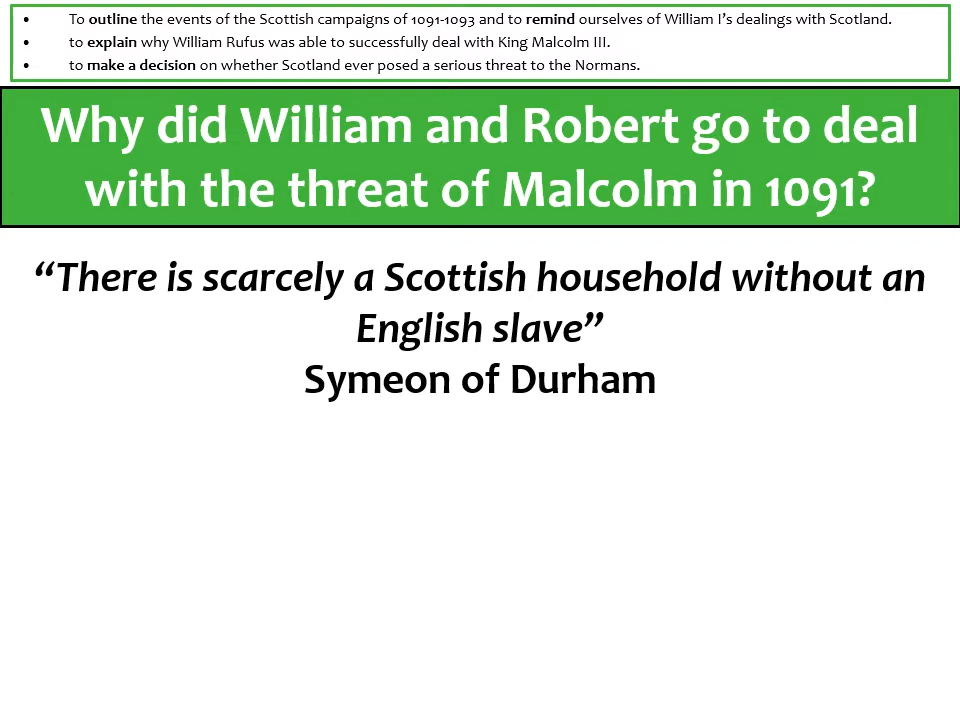 • To outline the events of the Scottish campaigns of 1091-1093 and to remind ourselves of William I’s dealings with Scotland.
• to explain why William Rufus was able to successfully deal with King Malcolm III.
• to make a decision on whether Scotland ever posed a serious threat to the Normans.
Why did William and Robert go to deal
with the threat of Malcolm in 1091?
“There is scarcely a Scottish household without an
English slave”
Symeon of Durham